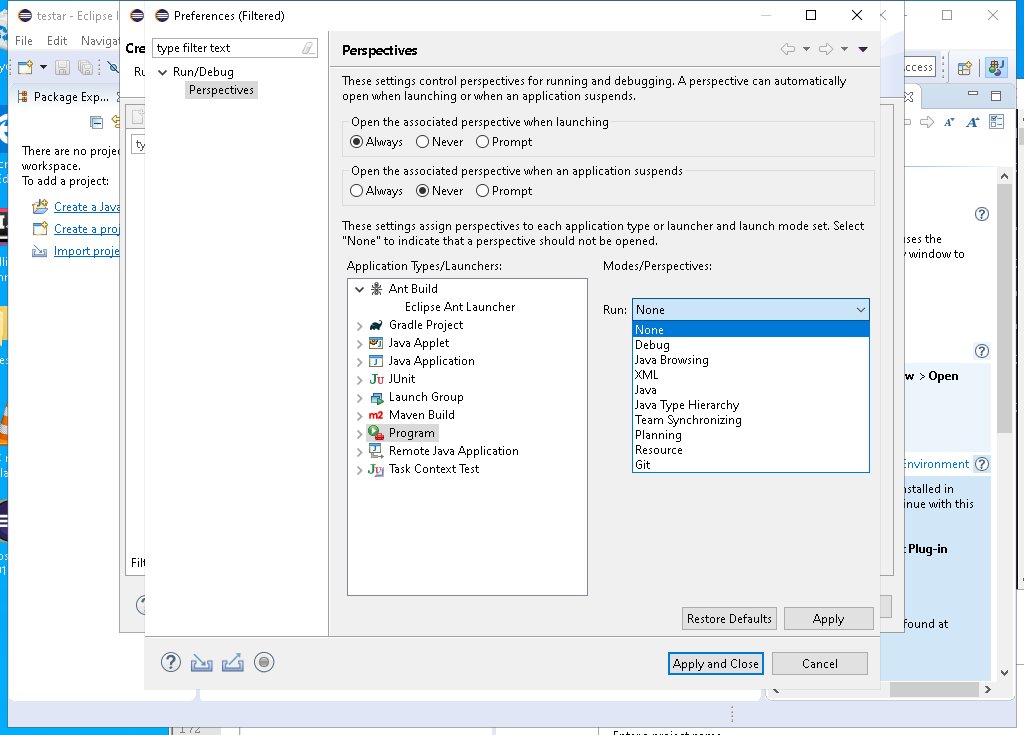 testar - Eclipse I
Preferences (Filtered)
File Edit Navigat
Cre
type filter text
Perspectives
Ru
Run/Debug
Perspectives
ccess
These settings control perspectives for running and debugging. A perspective can automatically
open when launching or when an application suspends.
Package Exp...
Open the associated perspective when launching
Always Never Prompt
There are no projec
workspace.
To add a project:
ty
Open the associated perspective when an application suspends
Always Never Prompt
Create a Java
Create a proj
Import proje
These settings assign perspectives to each application type or launcher and launch mode set. Select
"None" to indicate that a perspective should not be opened.
ises the
window to
Application Types/Launchers:
Modes/Perspectives:
Ant Build
Eclipse Ant Launcher
Gradle Project
Java Applet
Java Application
JUnit
Launch Group
Maven Build
Program
Remote Java Application
Task Context Test
Run: None
None
Debug
Java Browsing
XML
Java
Java Type Hierarchy
Team Synchronizing
Planning
Resource
Git
w > Open
Environment
nstalled in
inue with this
t Plug-in
found at
Filt
Restore Defaults
Apply
Apply and Close
Cancel
172
Enter a project name